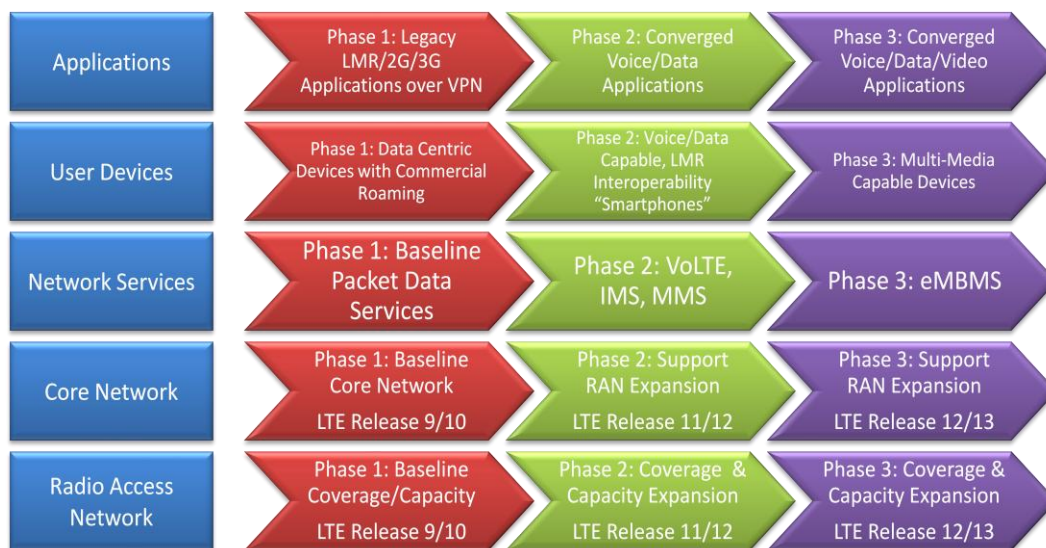 Applications
Phase 1: Legacy
LMR/2G/3G
Applications over VPN
Phase 2: Converged
Voice/Data
Applications
Phase 3: Converged
Voice/Data/Video
Applications
User Devices
Phase 1: Data Centric
Devices with Commercial
Roaming
Phase 2: Voice/Data
Capable, LMR
Interoperability
“Smartphones”
Phase 3: Multi-Media
Capable Devices
Network Services
Phase 1: Baseline
Packet Data
Services
Phase 2: VoLTE,
IMS, MMS
Phase 3: eMBMS
Core Network
Phase 1: Baseline
Core Network
LTE Release 9/10
Phase 2: Support
RAN Expansion
LTE Release 11/12
Phase 3: Support
RAN Expansion
LTE Release 12/13
Radio Access
Network
Phase 1: Baseline
Coverage/Capacity
LTE Release 9/10
Phase 2: Coverage &
Capacity Expansion
LTE Release 11/12
Phase 3: Coverage &
Capacity Expansion
LTE Release 12/13